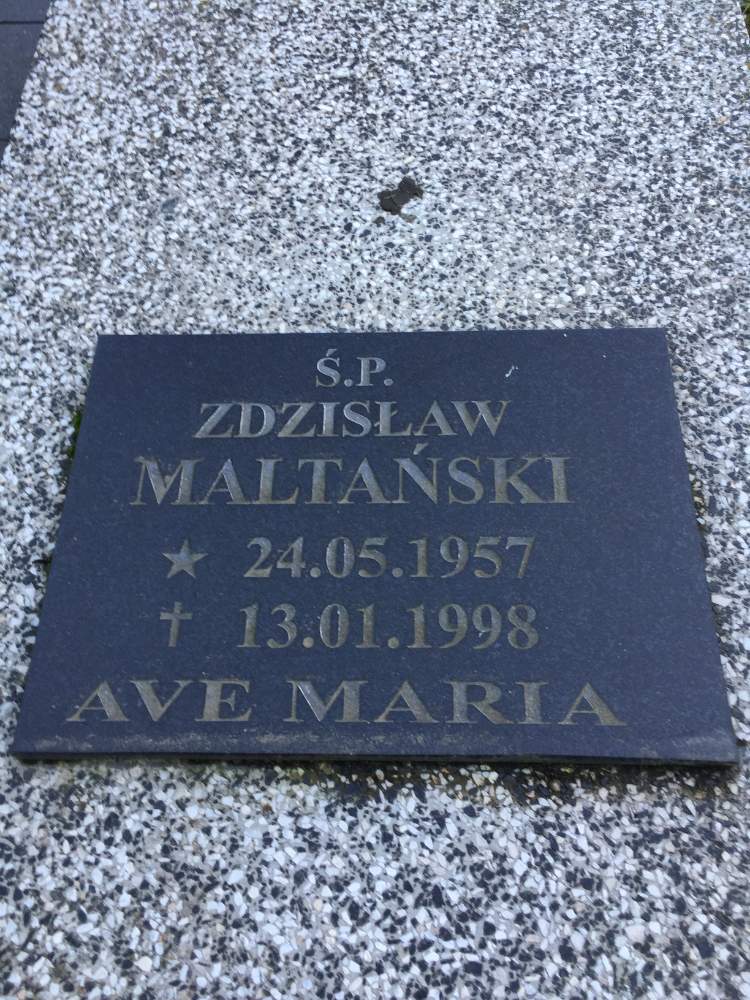 Ś.P.
ZDZISŁAW
MALTAŃSKI
★ 24.05.1957
✝ 13.01.1998
AVE MARIA